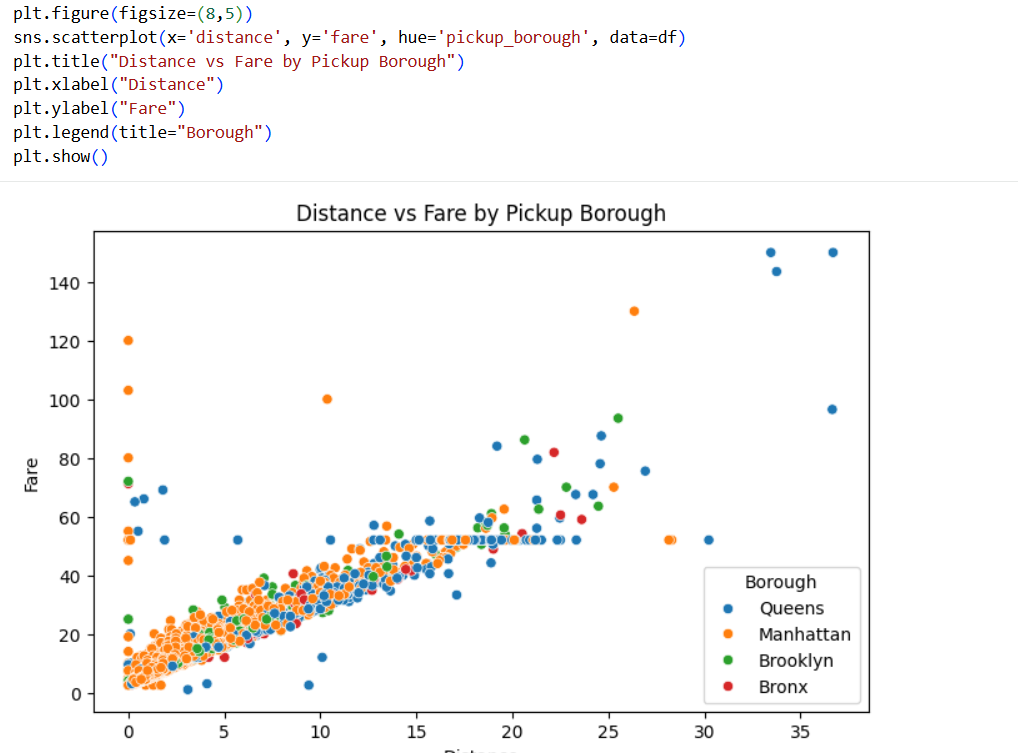 plt.figure(figsize=(8,5))
sns.scatterplot(x='distance', y='fare', hue='pickup_borough', data=df)
plt.title("Distance vs Fare by Pickup Borough")
plt.xlabel("Distance")
plt.ylabel("Fare")
plt.legend(title="Borough")
plt.show()
Distance vs Fare by Pickup Borough
140
120
100
80
60
40
20
0
Fare
Borough
Queens
Manhattan
Brooklyn
Bronx
0 5 10 15 20 25 30 35
Distance